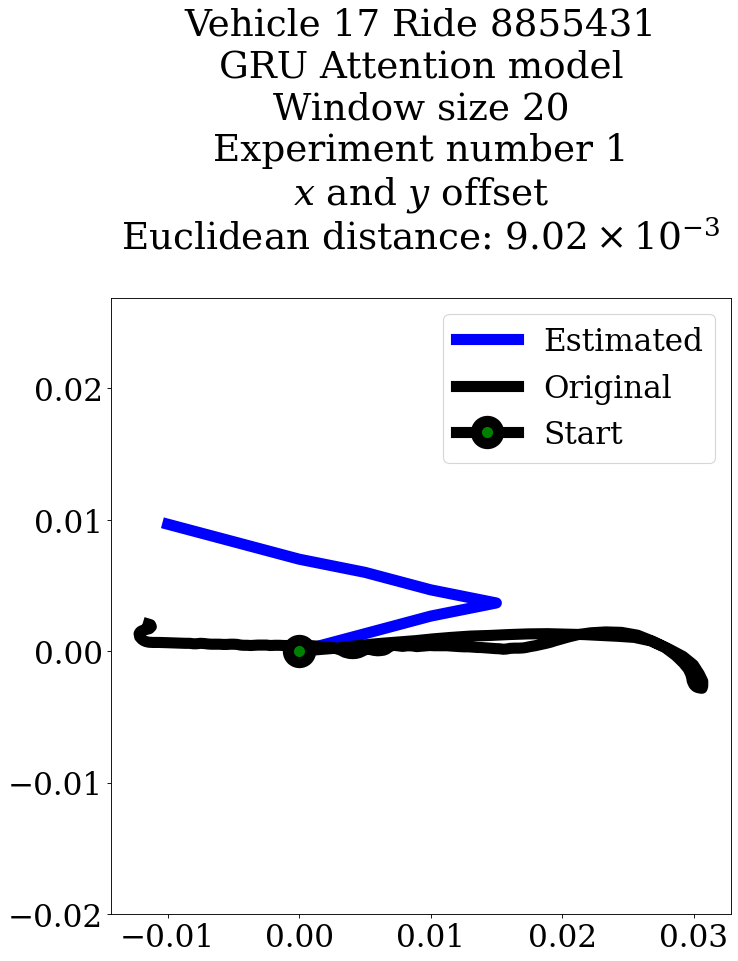 Vehicle 17 Ride 8855431
GRU Attention model
Window size 20
Experiment number 1
x and y offset
Euclidean distance: 9.02 × 10⁻³
Estimated
Original
Start
0.02
0.01
0.00
−0.01
−0.02
−0.01 0.00 0.01 0.02 0.03